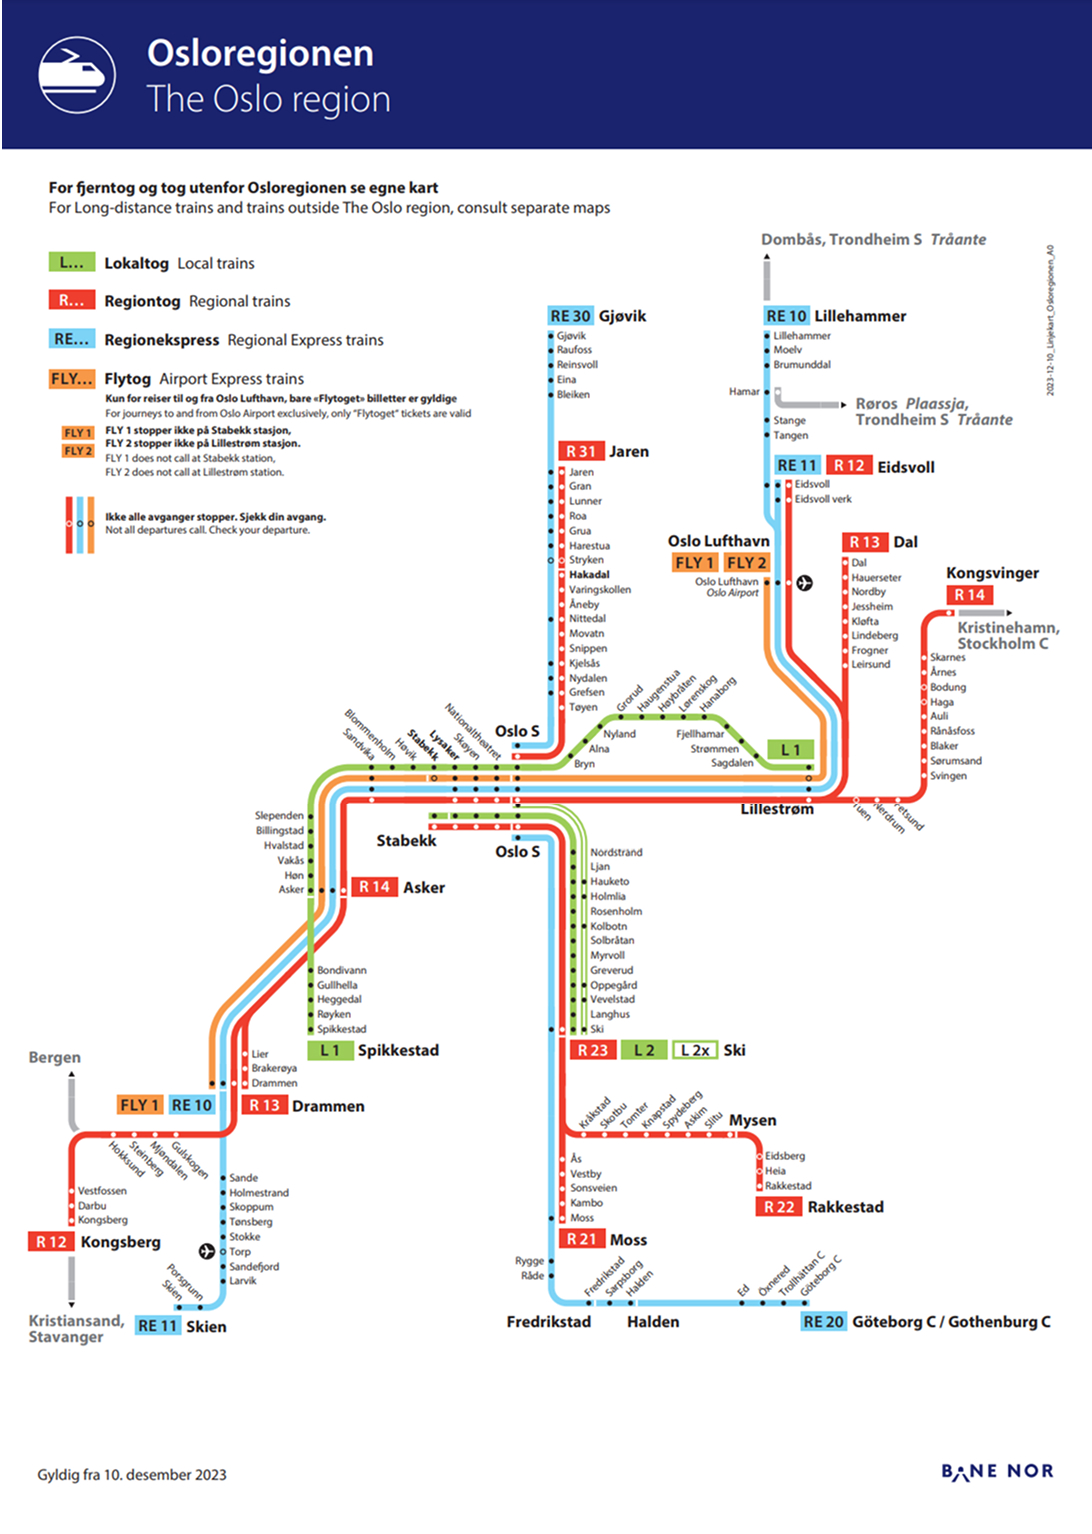 Osloregionen
The Oslo region
For fjerntog og tog utenfor Osloregionen se egne kart
For Long-distance trains and trains outside The Oslo region, consult separate maps
L... Lokaltog Local trains
R... Regiontog Regional trains
RE... Regionekspress Regional Express trains
FLY... Flytog Airport Express trains
Kun for reiser til og fra Oslo Lufthavn, bare «Flytoget» billetter er gyldige
For journeys to and from Oslo Airport exclusively, only "Flytoget" tickets are valid
FLY 1
FLY 2
FLY 1 stopper ikke på Stabekk stasjon,
FLY 2 stopper ikke på Lillestrøm stasjon.
FLY 1 does not call at Stabekk station,
FLY 2 does not call at Lillestrøm station.
Ikke alle avganger stopper. Sjekk din avgang.
Not all departures call. Check your departure.
2023-12-10_Linjekart_Osloregionen_A0
Dombås, Trondheim S Tråante
RE 10 Lillehammer
Lillehammer
Moelv
Brumunddal
Hamar
Røros Plaassja,
Trondheim S Tråante
Stange
Tangen
RE 11 R 12 Eidsvoll
Eidsvoll
Eidsvoll verk
RE 30 Gjøvik
Gjøvik
Raufoss
Reinsvoll
Eina
Bleiken
R 31 Jaren
Jaren
Gran
Lunner
Roa
Grua
Harestua
Stryken
Hakadal
Varingskollen
Åneby
Nittedal
Movatn
Snippen
Kjelsås
Nydalen
Grefsen
Tøyen
Oslo S
Oslo Lufthavn
FLY 1 FLY 2
Oslo Lufthavn
Oslo Airport
R 13 Dal
Dal
Hauerseter
Nordby
Jessheim
Kløfta
Lindeberg
Frogner
Leirsund
Kongsvinger
R 14
Kristinehamn,
Stockholm C
Skarnes
Årnes
Bodung
Haga
Auli
Rånåsfoss
Blaker
Sørumsand
Svingen
Fetsund
Nerdrum
Tuen
Lillestrøm
L 1
Bryn
Alna
Nyland
Grorud
Haugenstua
Høybråten
Lørenskog
Hanaborg
Fjellhamar
Strømmen
Sagdalen
Sandvika
Blommenholm
Høvik
Stabekk
Lysaker
Skøyen
Nationaltheatret
Slependen
Billingstad
Hvalstad
Vakås
Høn
Asker
R 14 Asker
Stabekk
Oslo S
Bondivann
Gullhella
Heggedal
Røyken
Spikkestad
L 1 Spikkestad
Nordstrand
Ljan
Hauketo
Holmlia
Rosenholm
Kolbotn
Solbråtan
Myrvoll
Greverud
Oppegård
Vevelstad
Langhus
Ski
R 23 L 2 L 2x Ski
Lier
Brakerøya
Drammen
FLY 1 RE 10 R 13 Drammen
Bergen
Hokksund
Steinberg
Mjøndalen
Gulskogen
Vestfossen
Darbu
Kongsberg
R 12 Kongsberg
Kristiansand,
Stavanger
Sande
Holmestrand
Skoppum
Tønsberg
Stokke
Torp
Sandefjord
Larvik
Porsgrunn
Skien
RE 11 Skien
Kråkstad
Skotbu
Tomter
Knapstad
Spydeberg
Askim
Slitu
Mysen
Eidsberg
Heia
Rakkestad
R 22 Rakkestad
Ås
Vestby
Sonsveien
Kambo
Moss
R 21 Moss
Rygge
Råde
Fredrikstad
Sarpsborg
Halden
Ed
Öxnered
Trollhättan C
Göteborg C
Fredrikstad
Halden
RE 20 Göteborg C / Gothenburg C
Gyldig fra 10. desember 2023
BANE NOR